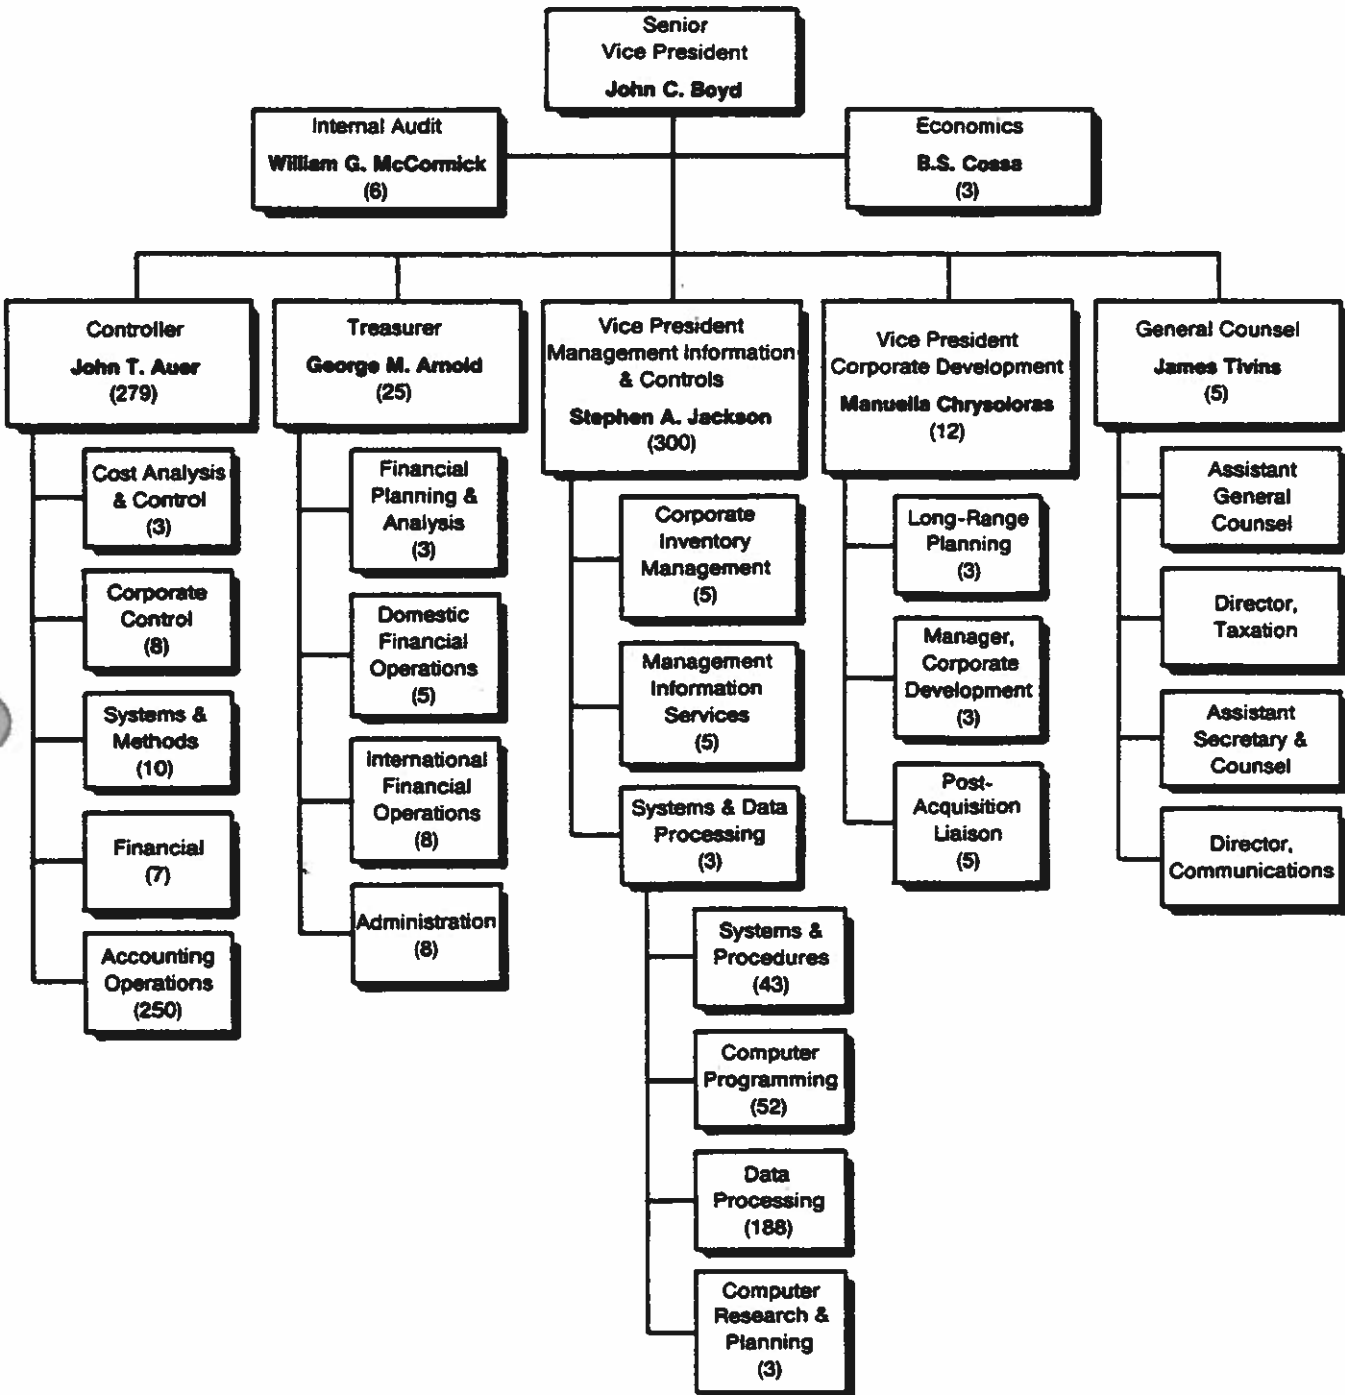 Senior
Vice President
John C. Boyd
Internal Audit
William G. McCormick
(6)
Economics
B.S. Cossa
(3)
Controller
John T. Auer
(279)
Treasurer
George M. Arnold
(25)
Vice President
Management Information
& Controls
Stephen A. Jackson
(300)
Vice President
Corporate Development
Manuella Chrysoloras
(12)
General Counsel
James Tivins
(5)
Cost Analysis
& Control
(3)
Corporate
Control
(8)
Systems &
Methods
(10)
Financial
(7)
Accounting
Operations
(250)
Financial
Planning &
Analysis
(3)
Domestic
Financial
Operations
(5)
International
Financial
Operations
(8)
Administration
(8)
Corporate
Inventory
Management
(5)
Management
Information
Services
(5)
Systems & Data
Processing
(3)
Systems &
Procedures
(43)
Computer
Programming
(52)
Data
Processing
(188)
Computer
Research &
Planning
(3)
Long-Range
Planning
(3)
Manager,
Corporate
Development
(3)
Post-
Acquisition
Liaison
(5)
Assistant
General
Counsel
Director,
Taxation
Assistant
Secretary &
Counsel
Director,
Communications